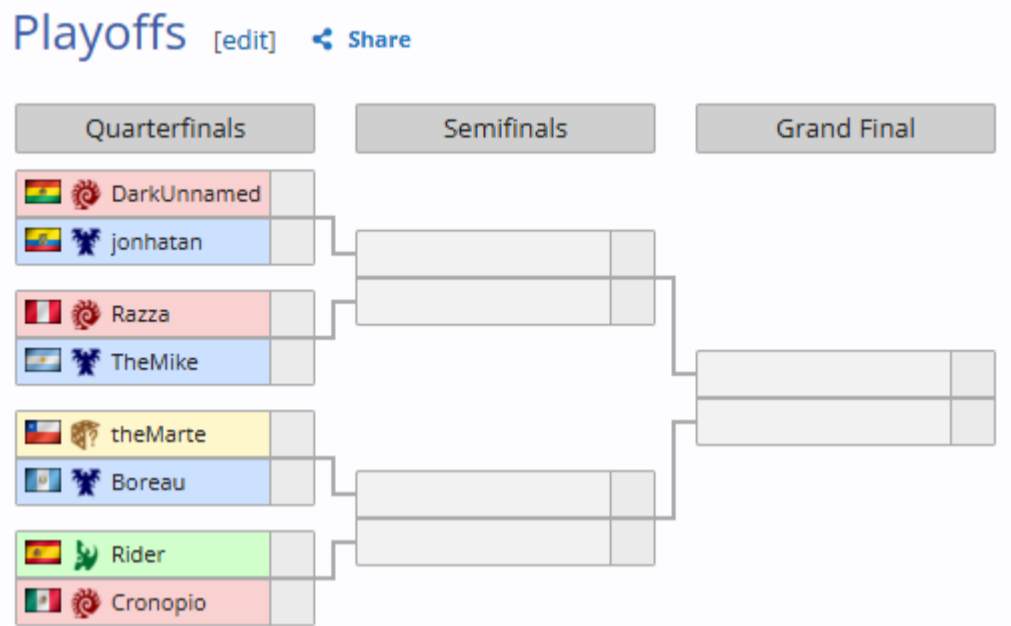 Playoffs [edit] Share
Quarterfinals Semifinals Grand Final
DarkUnnamed
jonhatan
Razza
TheMike
theMarte
Boreau
Rider
Cronopio